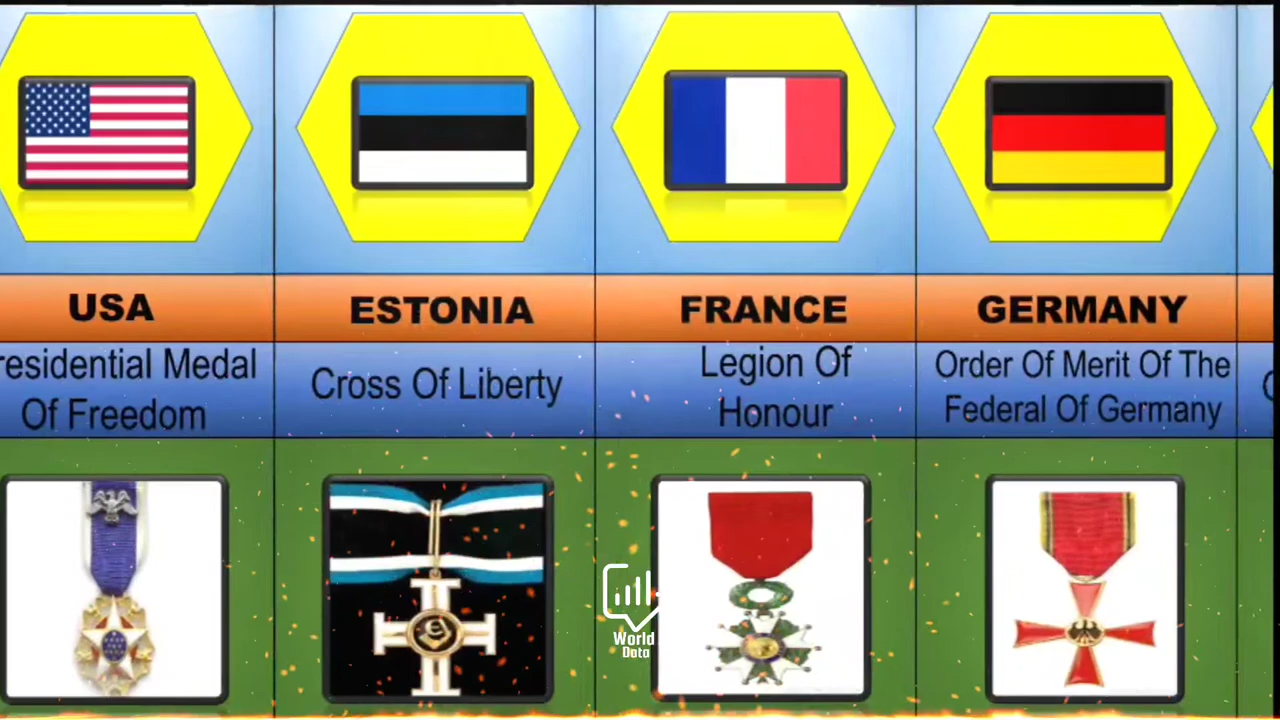 USA
ESTONIA
FRANCE
GERMANY
residential Medal
Of Freedom
Cross Of Liberty
Legion Of
Honour
Order Of Merit Of The
Federal Of Germany
World
Data